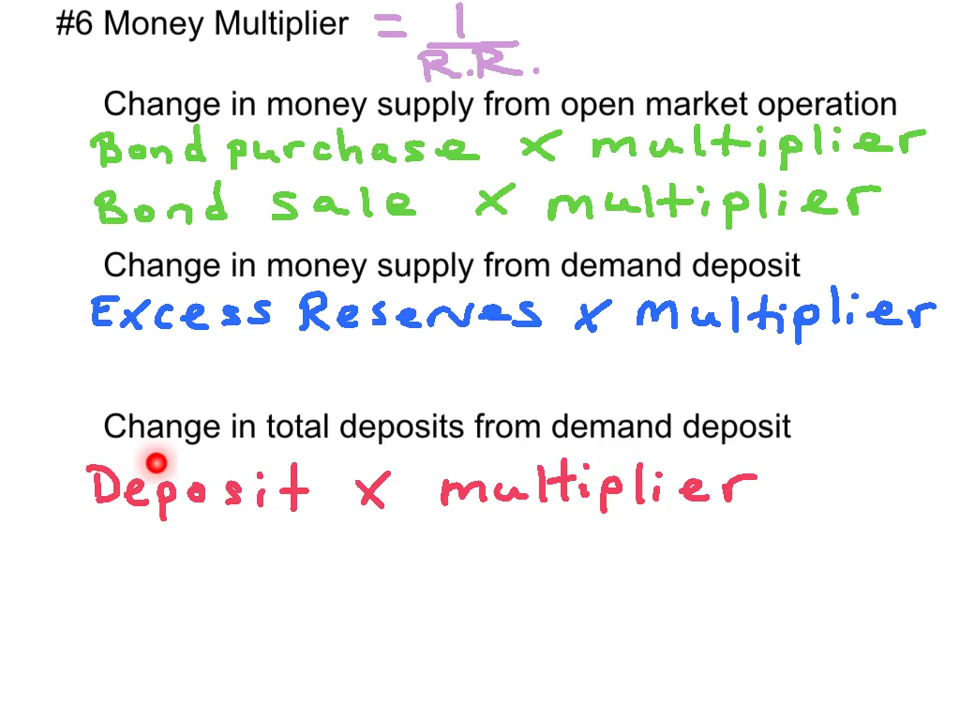 #6 Money Multiplier = 1 / R.R.
Change in money supply from open market operation
Bond purchase x multiplier
Bond sale x multiplier
Change in money supply from demand deposit
Excess Reserves x multiplier
Change in total deposits from demand deposit
Deposit x multiplier